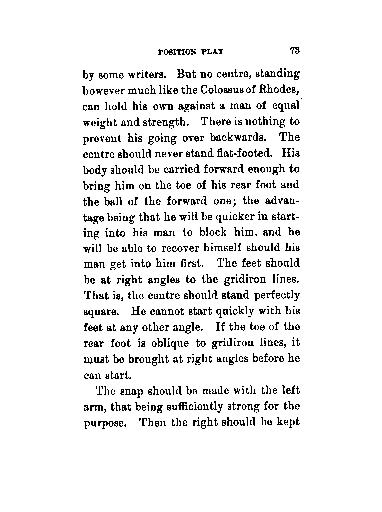 POSITION PLAY 73
by some writers. But no centre, standing
however much like the Colossus of Rhodes,
can hold his own against a man of equal
weight and strength. There is nothing to
prevent his going over backwards. The
centre should never stand flat-footed. His
body should be carried forward enough to
bring him on the toe of his rear foot and
the ball of the forward one; the advan-
tage being that he will be quicker in start-
ing into his man to block him, and he
will be able to recover himself should his
man get into him first. The feet should
be at right angles to the gridiron lines.
That is, the centre should stand perfectly
square. He cannot start quickly with his
feet at any other angle. If the toe of the
rear foot is oblique to gridiron lines, it
must be brought at right angles before he
can start.
The snap should be made with the left
arm, that being sufficiently strong for the
purpose. Then the right should be kept